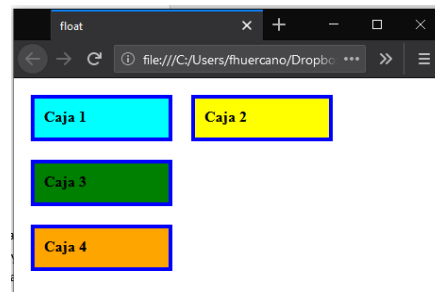 float
file:///C:/Users/fhuercano/Dropbo
Caja 1
Caja 2
Caja 3
Caja 4